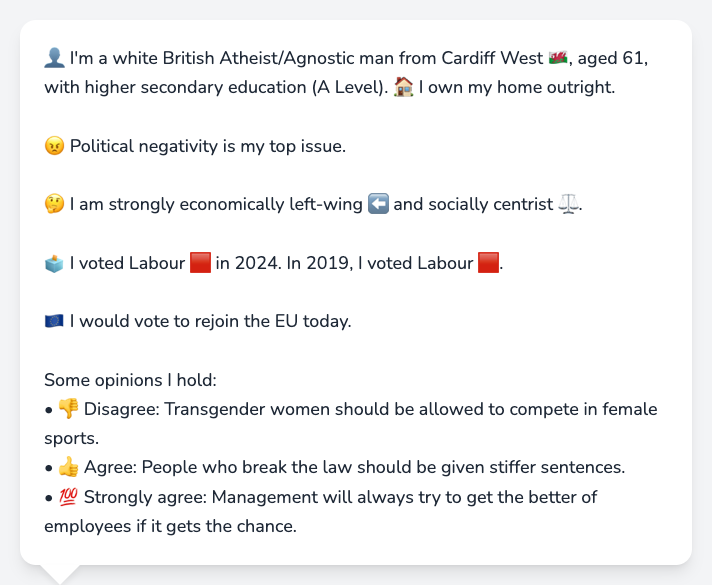 👤 I'm a white British Atheist/Agnostic man from Cardiff West 🏴󠁧󠁢󠁷󠁬󠁳󠁿, aged 61,
with higher secondary education (A Level). 🏠 I own my home outright.
😠 Political negativity is my top issue.
🤔 I am strongly economically left-wing ⬅️ and socially centrist ⚖️.
🗳️ I voted Labour 🟥 in 2024. In 2019, I voted Labour 🟥.
🇪🇺 I would vote to rejoin the EU today.
Some opinions I hold:
• 👎 Disagree: Transgender women should be allowed to compete in female
sports.
• 👍 Agree: People who break the law should be given stiffer sentences.
• 💯 Strongly agree: Management will always try to get the better of
employees if it gets the chance.